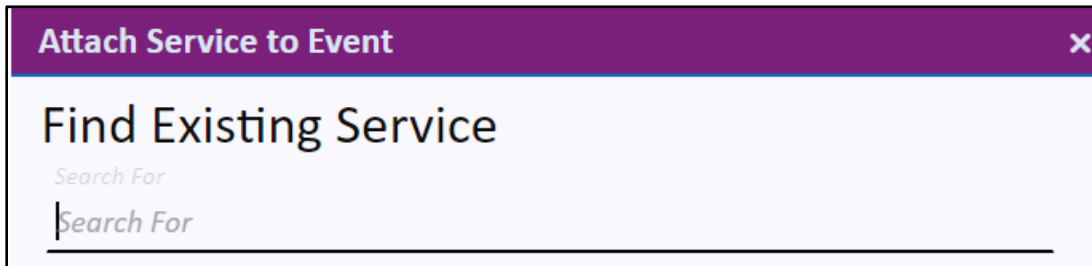 Attach Service to Event ×
Find Existing Service
Search For
Search For